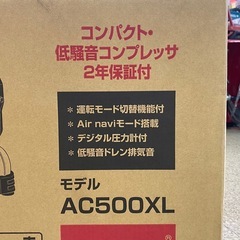 コンパクト・
低騒音コンプレッサ
2年保証付
★運転モード切替機能付
★Air naviモード搭載
★デジタル圧力計付
★低騒音ドレン排気音
モデル
AC500XL